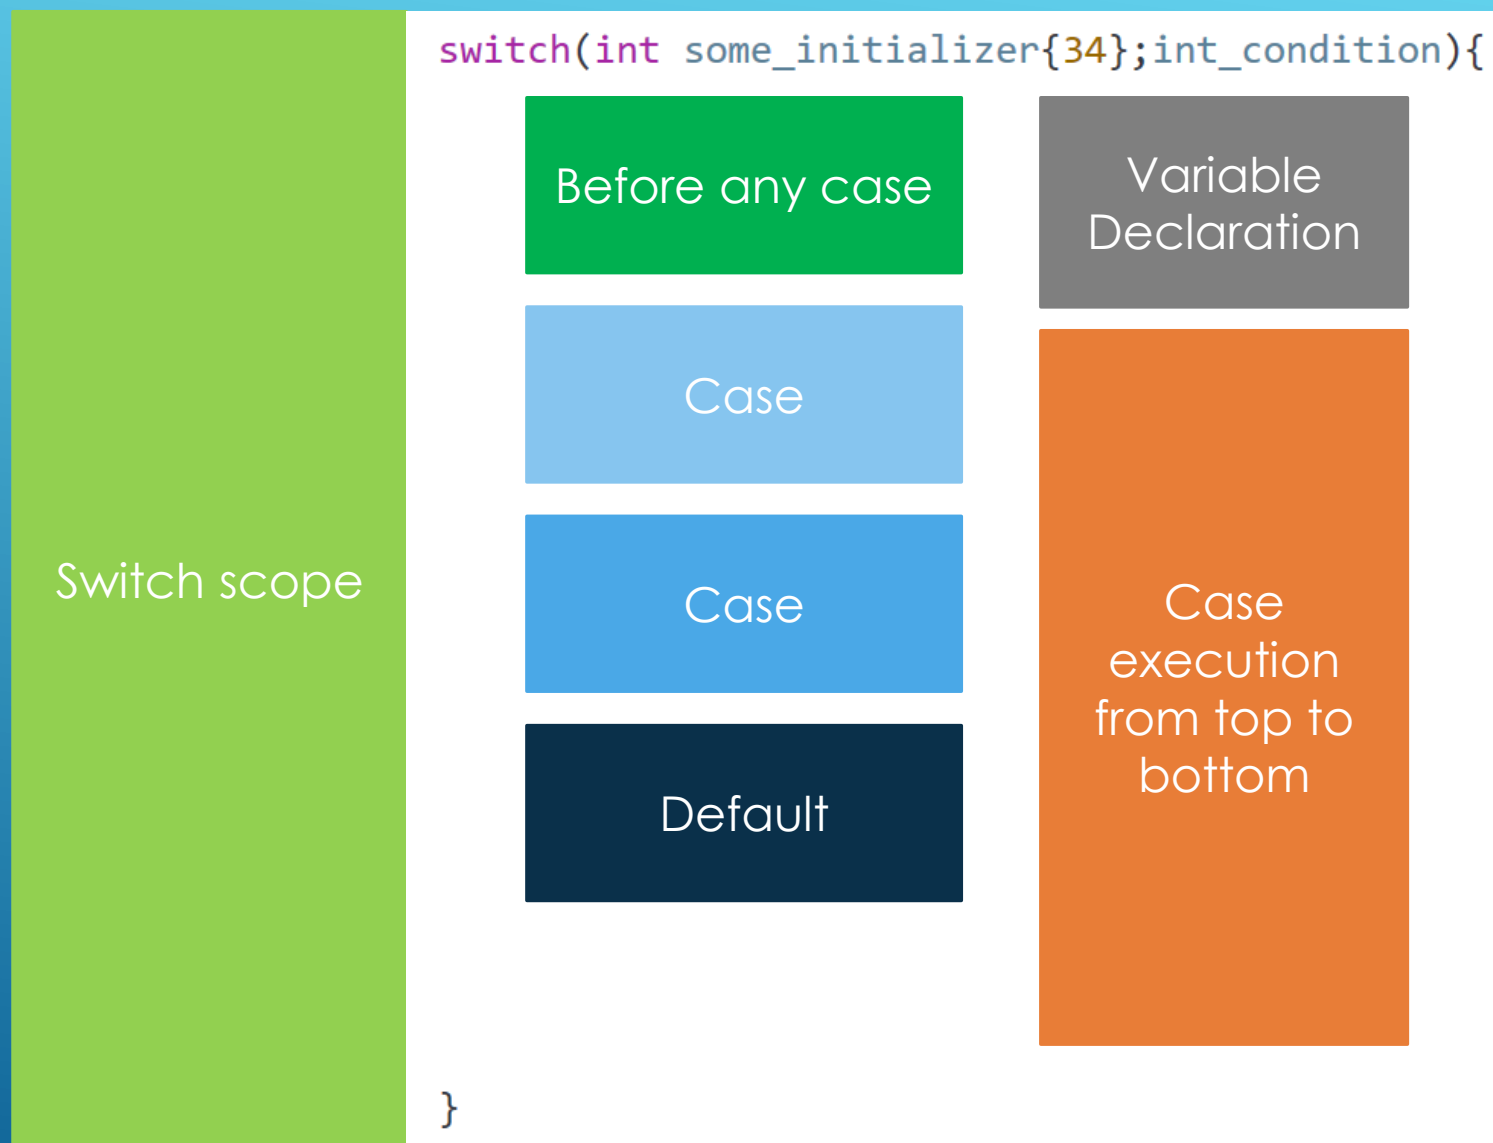 switch(int some_initializer{34};int_condition){
Switch scope
Before any case
Case
Case
Default
Variable
Declaration
Case
execution
from top to
bottom
}